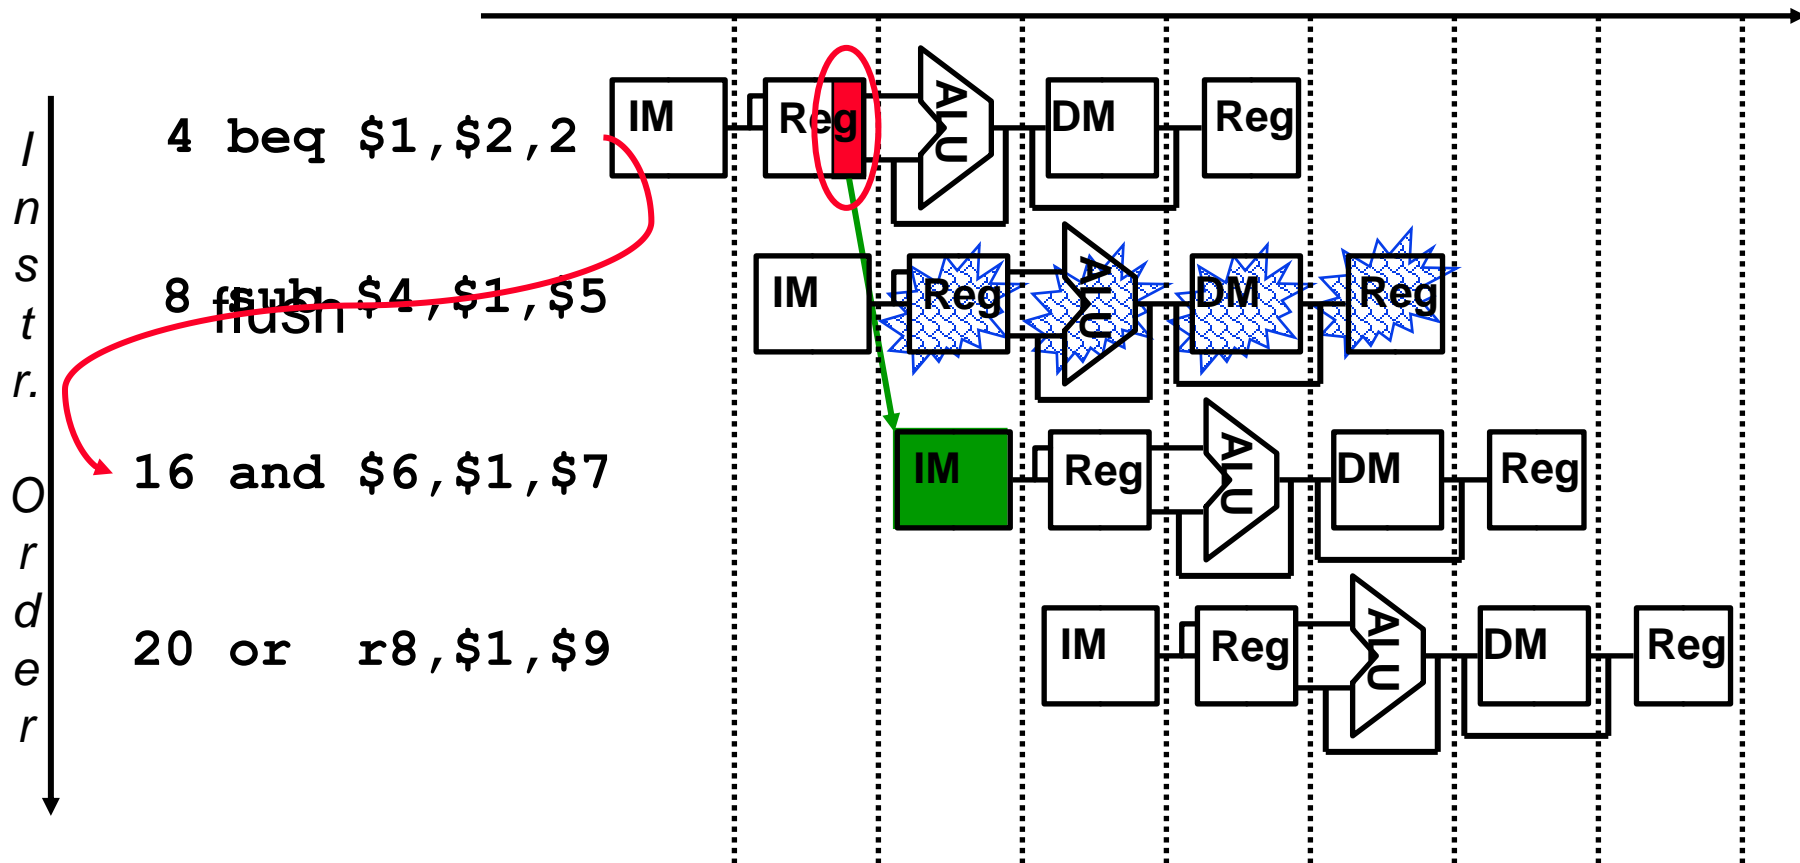 Instr. Order
4 beq $1,$2,2
IM Reg ALU DM Reg
8 sub $4,$1,$5
flush
IM Reg ALU DM Reg
16 and $6,$1,$7
IM Reg ALU DM Reg
20 or r8,$1,$9
IM Reg ALU DM Reg